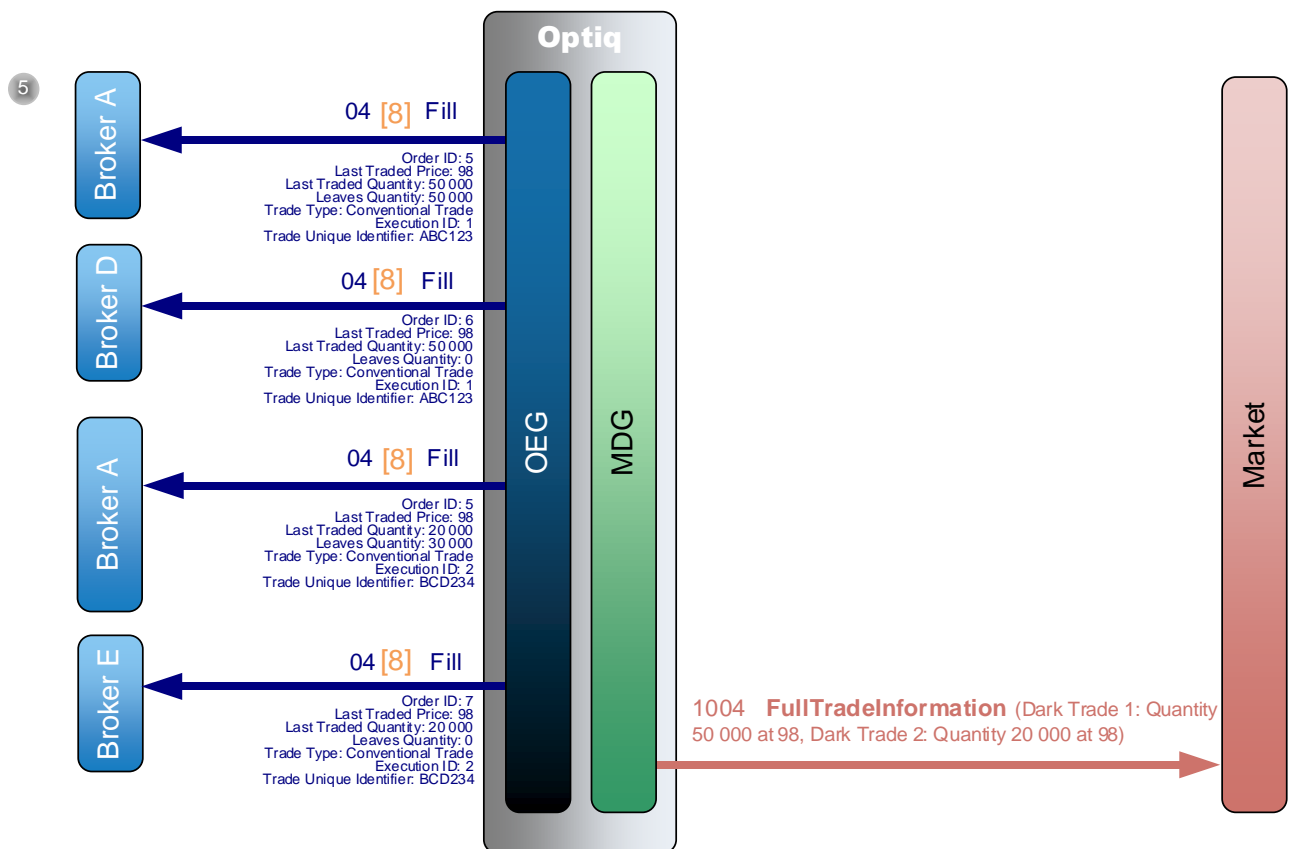 Optiq
5
Broker A
04 [8] Fill
Order ID: 5
Last Traded Price: 98
Last Traded Quantity: 50 000
Leaves Quantity: 50 000
Trade Type: Conventional Trade
Execution ID: 1
Trade Unique Identifier: ABC123
Broker D
04 [8] Fill
Order ID: 6
Last Traded Price: 98
Last Traded Quantity: 50 000
Leaves Quantity: 0
Trade Type: Conventional Trade
Execution ID: 1
Trade Unique Identifier: ABC123
OEG
MDG
Market
Broker A
04 [8] Fill
Order ID: 5
Last Traded Price: 98
Last Traded Quantity: 20 000
Leaves Quantity: 30 000
Trade Type: Conventional Trade
Execution ID: 2
Trade Unique Identifier: BCD234
Broker E
04 [8] Fill
Order ID: 7
Last Traded Price: 98
Last Traded Quantity: 20 000
Leaves Quantity: 0
Trade Type: Conventional Trade
Execution ID: 2
Trade Unique Identifier: BCD234
1004 FullTradeInformation (Dark Trade 1: Quantity
50 000 at 98, Dark Trade 2: Quantity 20 000 at 98)